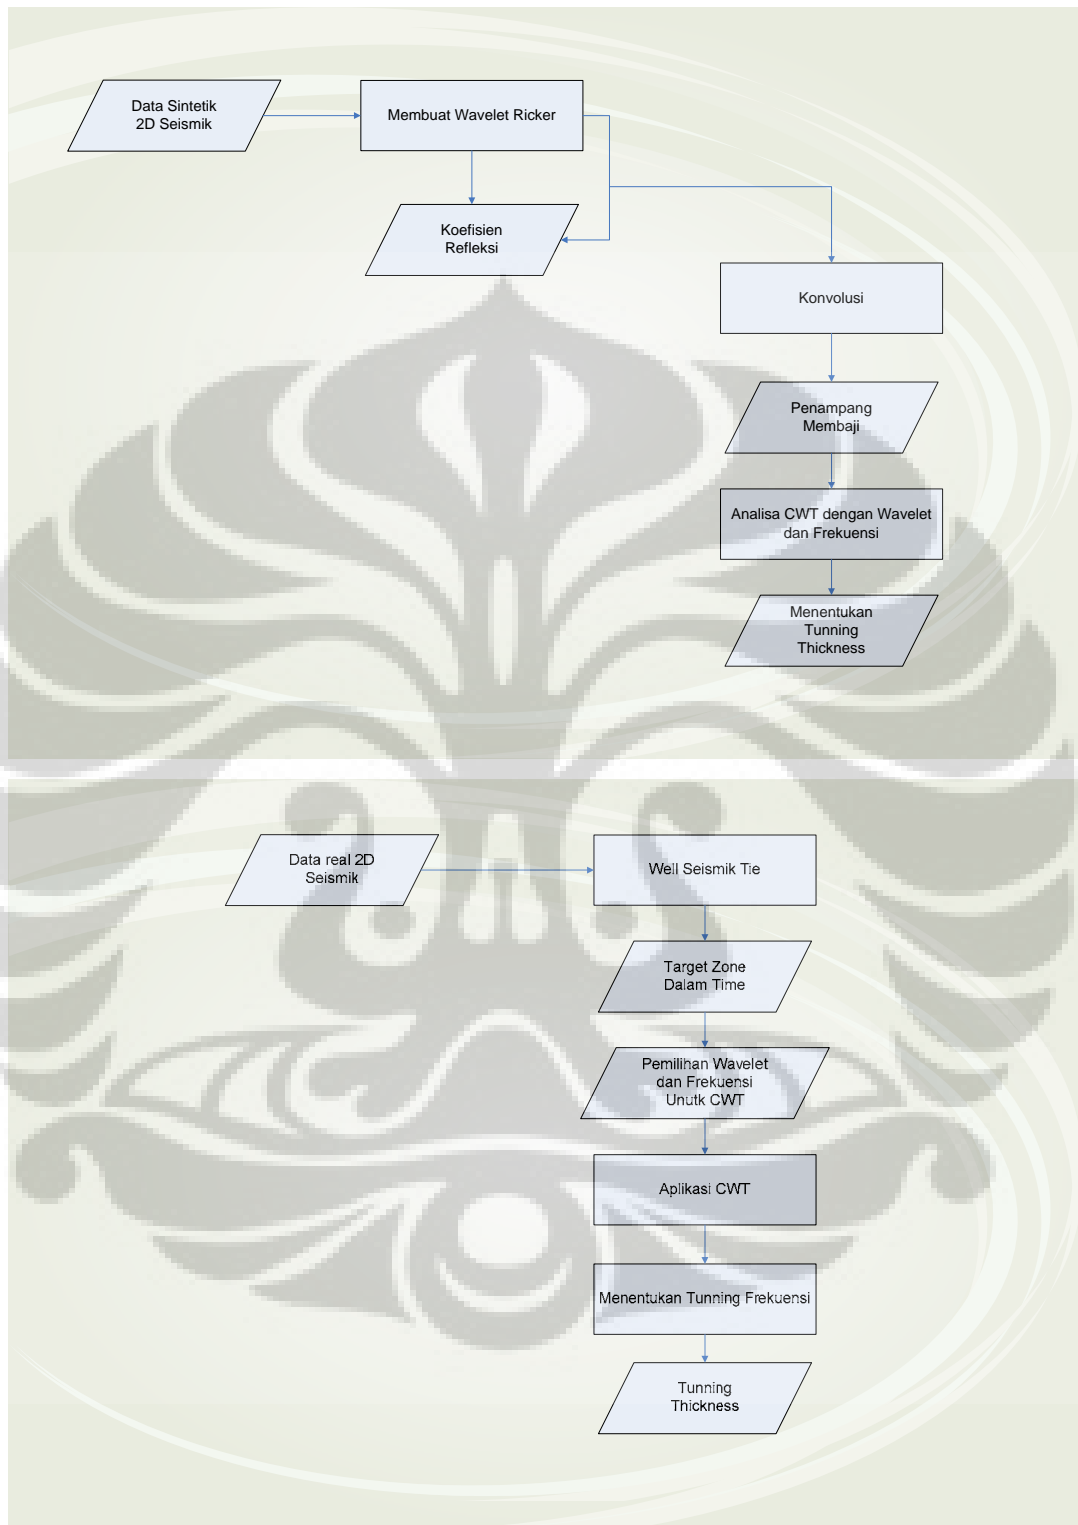 Data Sintetik
2D Seismik
Membuat Wavelet Ricker
Koefisien
Refleksi
Konvolusi
Penampang
Membaji
Analisa CWT dengan Wavelet
dan Frekuensi
Menentukan
Tunning
Thickness
Data real 2D
Seismik
Well Seismik Tie
Target Zone
Dalam Time
Pemilihan Wavelet
dan Frekuensi
Unutk CWT
Aplikasi CWT
Menentukan Tunning Frekuensi
Tunning
Thickness